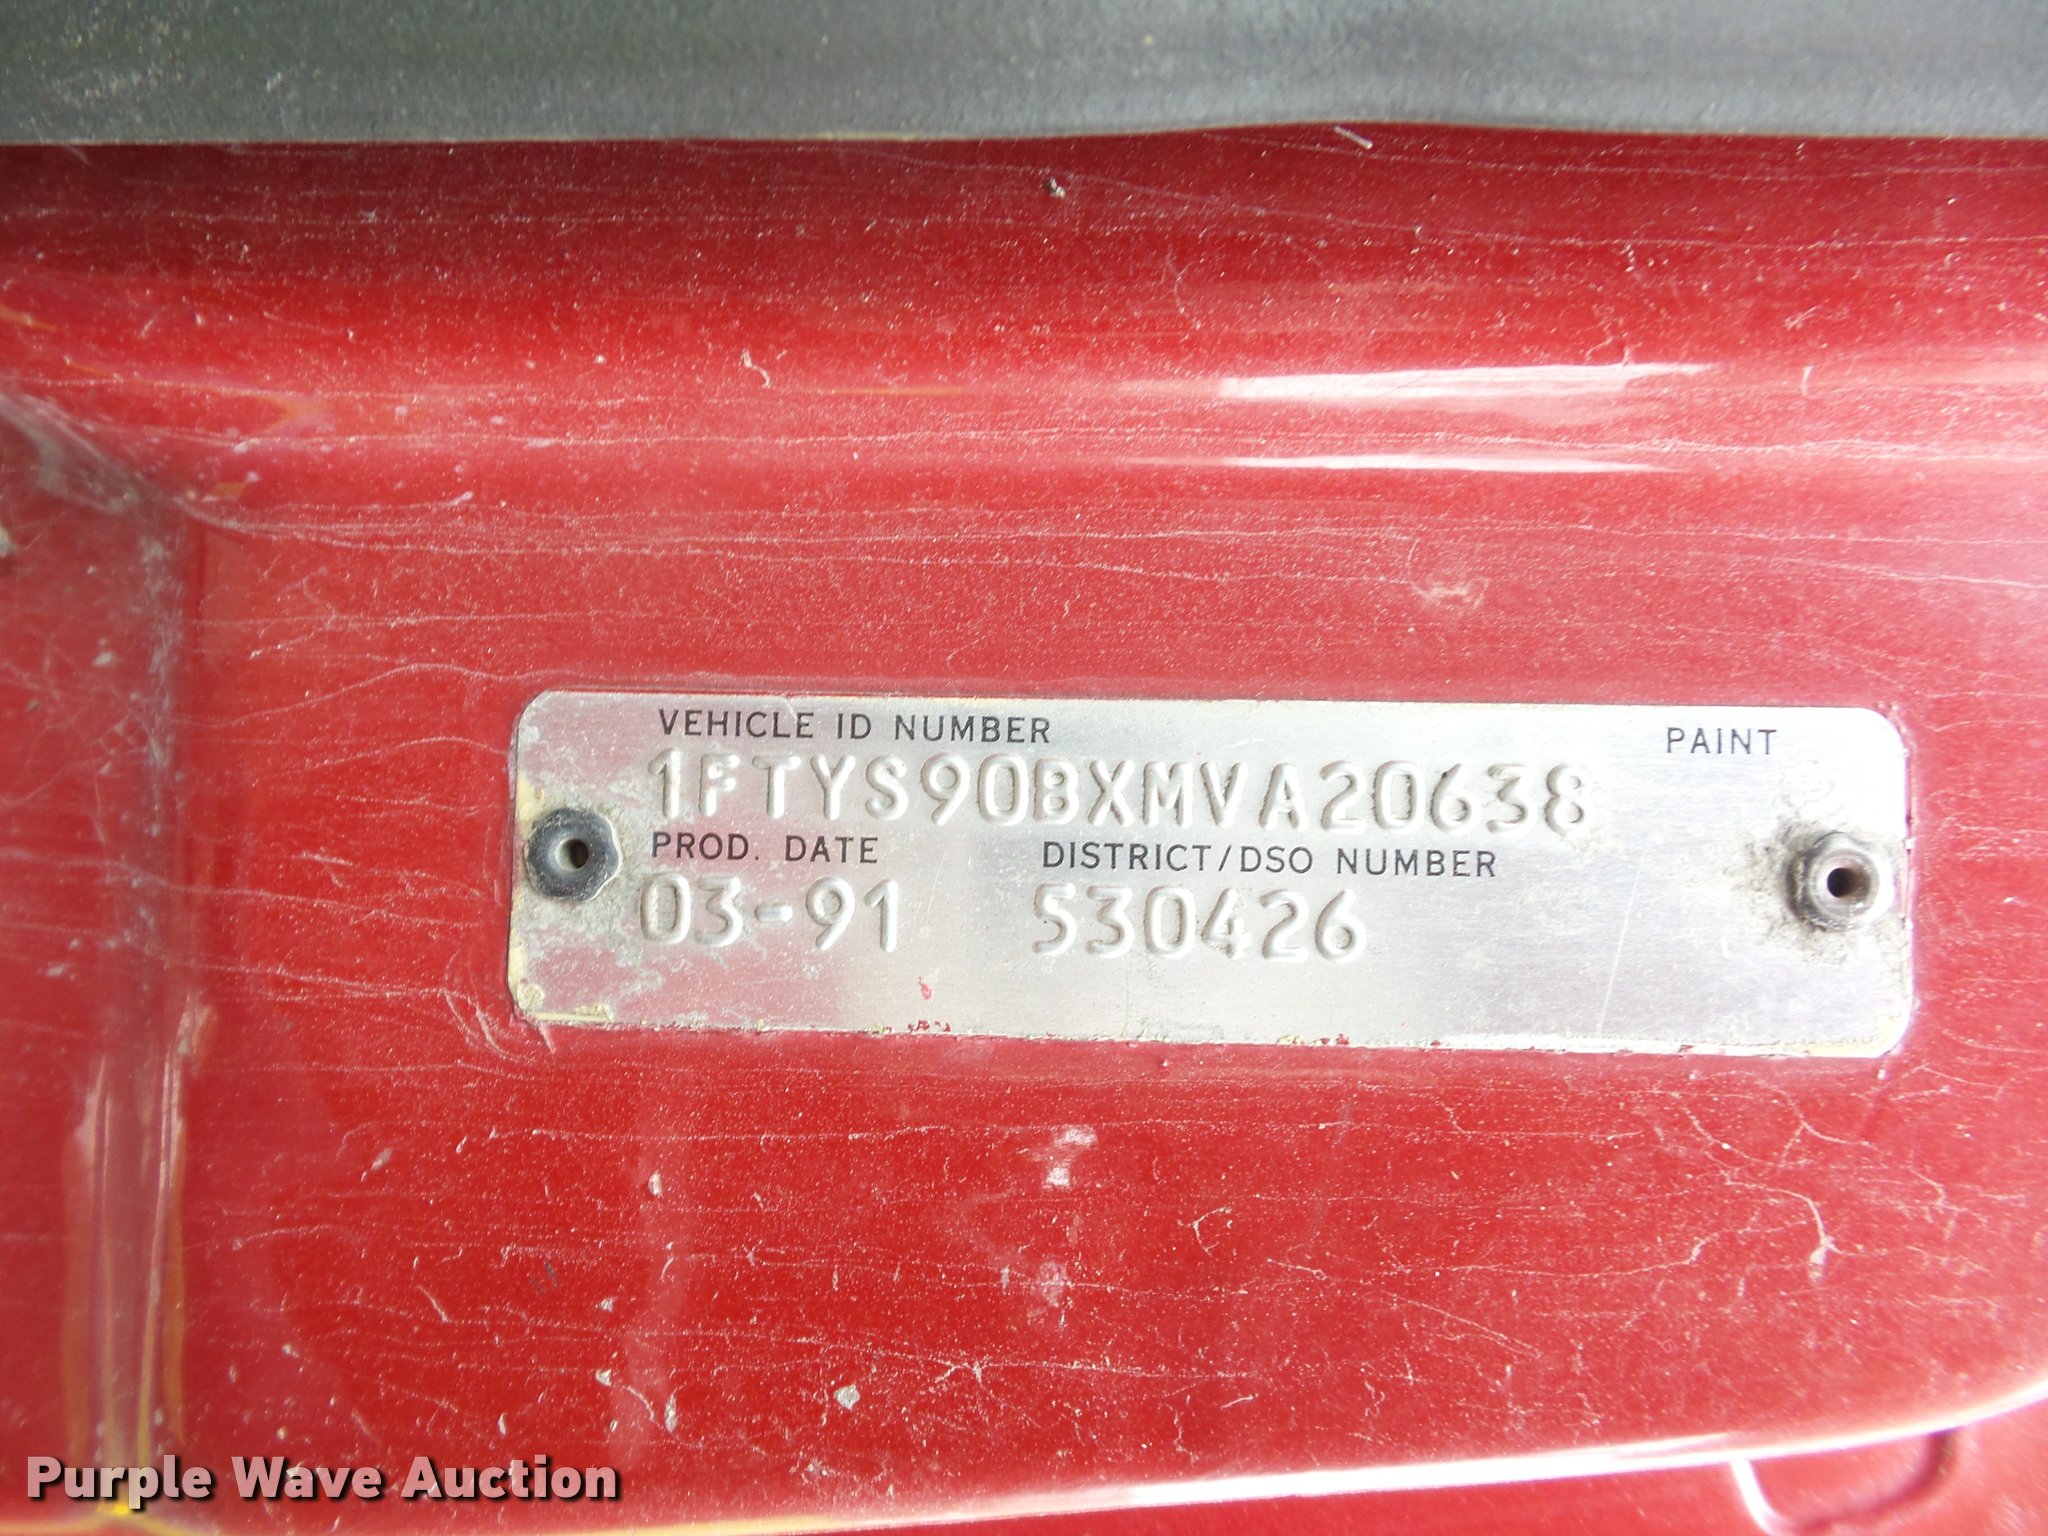 VEHICLE ID NUMBER
PAINT
1FTYS90BXMVA20638
PROD. DATE
DISTRICT/DSO NUMBER
03-91
530426
Purple Wave Auction